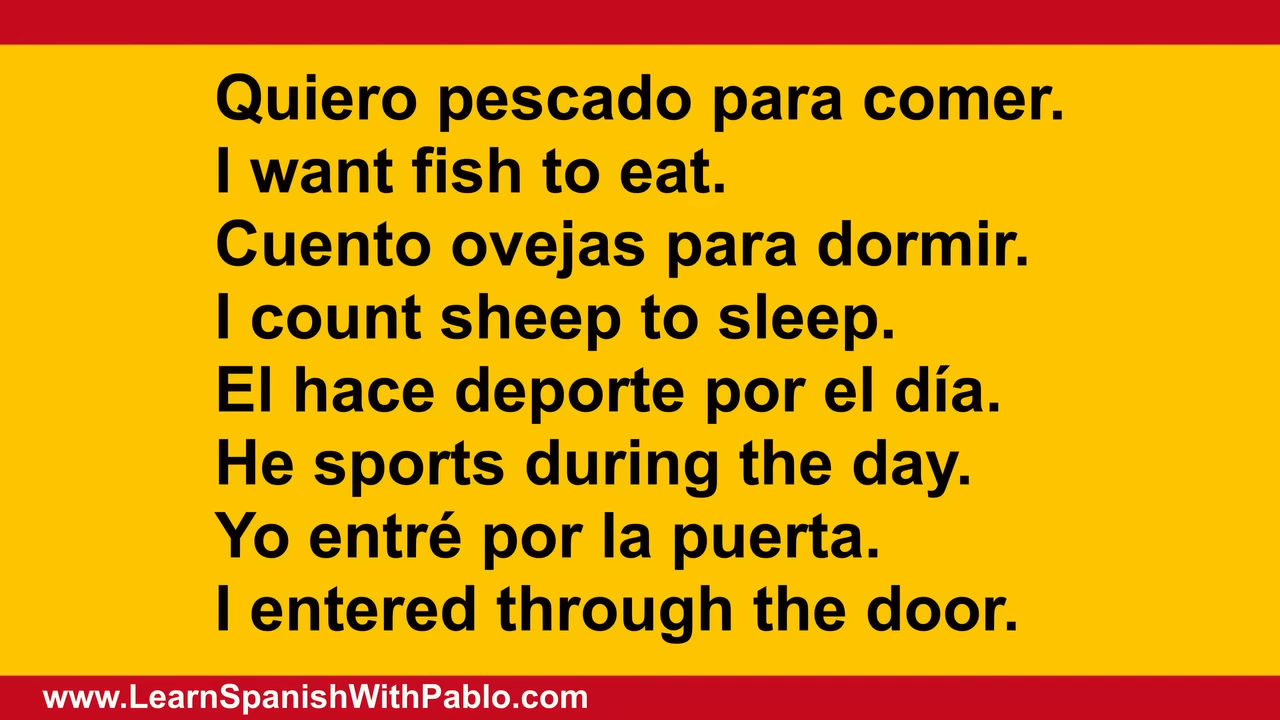 Quiero pescado para comer.
I want fish to eat.
Cuento ovejas para dormir.
I count sheep to sleep.
El hace deporte por el día.
He sports during the day.
Yo entré por la puerta.
I entered through the door.
www.LearnSpanishWithPablo.com